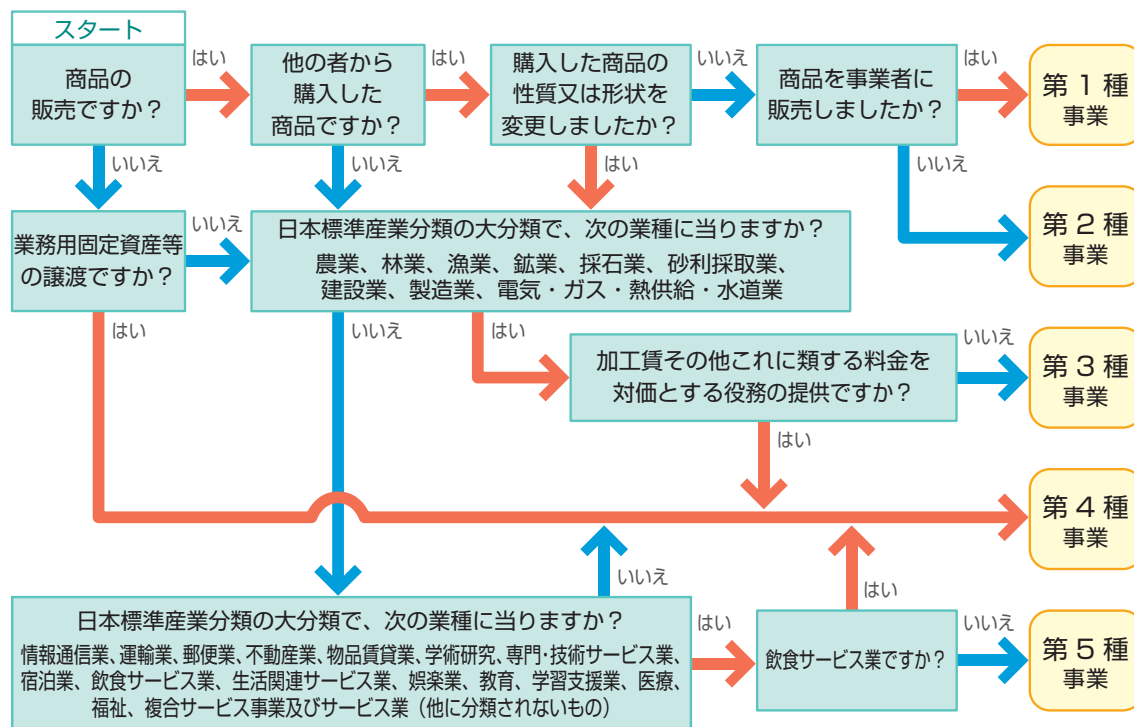 スタート
商品の
販売ですか？
はい
他の者から
購入した
商品ですか？
はい
購入した商品の
性質又は形状を
変更しましたか？
いいえ
商品を事業者に
販売しましたか？
はい
第１種
事業
いいえ
いいえ
はい
いいえ
業務用固定資産等
の譲渡ですか？
いいえ
日本標準産業分類の大分類で、次の業種に当りますか？
農業、林業、漁業、鉱業、採石業、砂利採取業、
建設業、製造業、電気・ガス・熱供給・水道業
第２種
事業
はい
いいえ
はい
加工賃その他これに類する料金を
対価とする役務の提供ですか？
いいえ
第３種
事業
はい
第４種
事業
いいえ
はい
日本標準産業分類の大分類で、次の業種に当りますか？
情報通信業、運輸業、郵便業、不動産業、物品賃貸業、学術研究、専門・技術サービス業、
宿泊業、飲食サービス業、生活関連サービス業、娯楽業、教育、学習支援業、医療、
福祉、複合サービス事業及びサービス業（他に分類されないもの）
はい
飲食サービス業ですか？
いいえ
第５種
事業